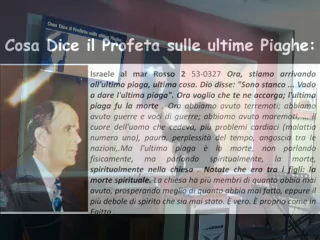 Cosa Dice il Profeta sulle ultime Piaghe:
Israele al mar Rosso 2 53-0327 Ora, stiamo arrivando
all'ultima piaga, ultima cosa. Dio disse: "Sono stanco ... Vado
a dare l'ultima piaga". Ora voglio che te ne accorga; l'ultima
piaga fu la morte. Ora abbiamo avuto terremoti; abbiamo
avuto guerre e voci di guerre; abbiamo avuto maremoti, ... il
cuore dell'uomo che cedeva, più problemi cardiaci (malattia
numero uno), paura, perplessità del tempo, angoscia tra le
nazioni,.Ma l'ultima piaga è la morte, non parlando
fisicamente, ma parlando spiritualmente, la morte,
spiritualmente nella chiesa . Notate che era tra i figli: la
morte spirituale. La chiesa ha più membri di quanto abbia mai
avuto, prosperando meglio di quanto abbia mai fatto, eppure il
più debole di spirito che sia mai stato. È vero. È proprio come in
Egitto